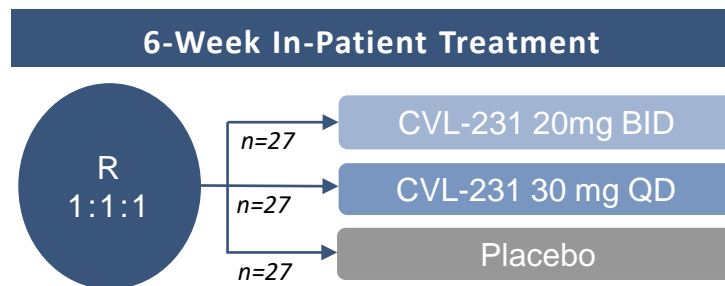 6-Week In-Patient Treatment
R
1:1:1
n=27
CVL-231 20mg BID
n=27
CVL-231 30 mg QD
n=27
Placebo